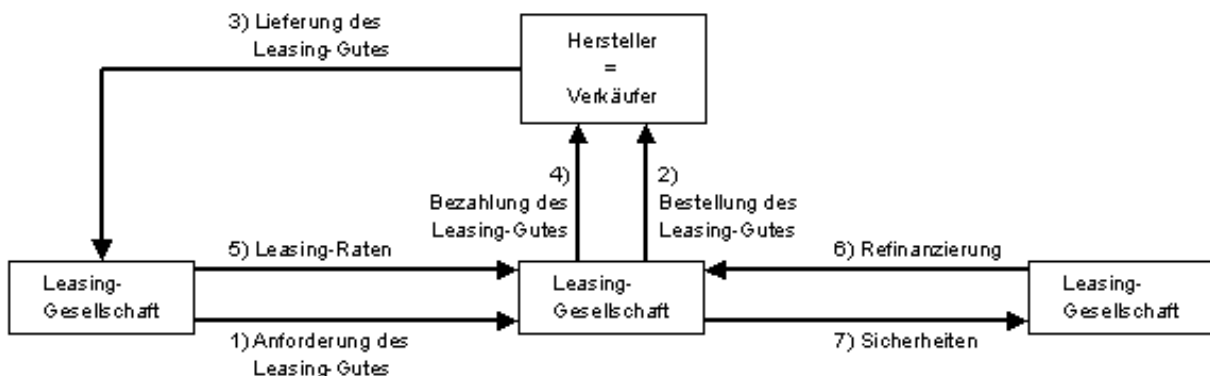 3) Lieferung des
Leasing-Gutes
Hersteller
=
Verkäufer
4)
Bezahlung des
Leasing-Gutes
2)
Bestellung des
Leasing-Gutes
5) Leasing-Raten
6) Refinanzierung
Leasing-
Gesellschaft
Leasing-
Gesellschaft
Leasing-
Gesellschaft
1) Anforderung des
Leasing-Gutes
7) Sicherheiten